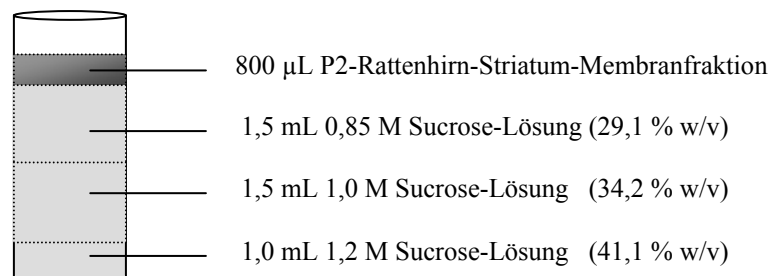 800 µL P2-Rattenhirn-Striatum-Membranfraktion
1,5 mL 0,85 M Sucrose-Lösung (29,1 % w/v)
1,5 mL 1,0 M Sucrose-Lösung (34,2 % w/v)
1,0 mL 1,2 M Sucrose-Lösung (41,1 % w/v)